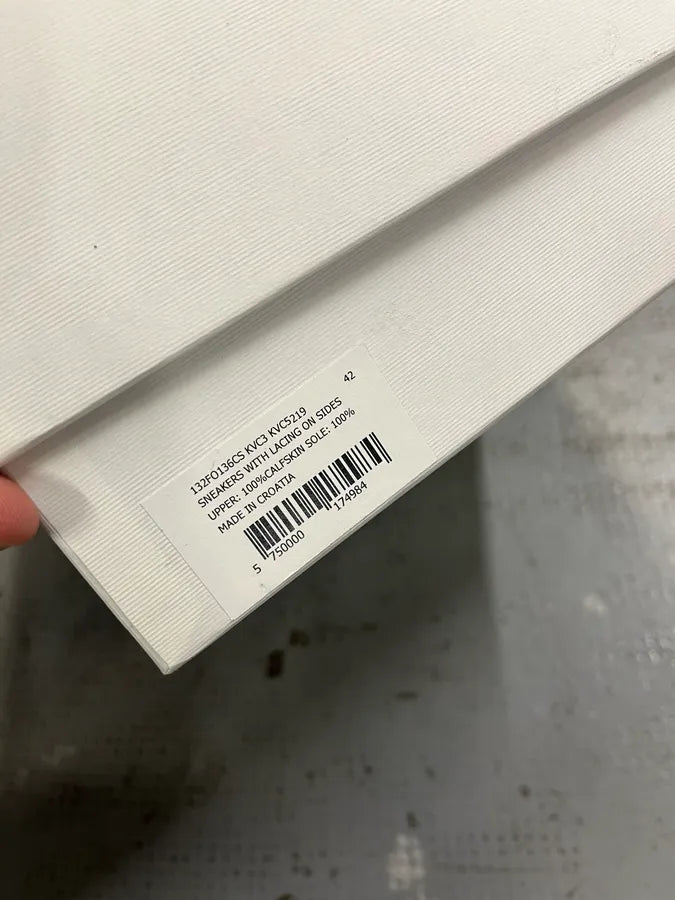 132FO136CS KVC3 KVC5219 42
SNEAKERS WITH LACING ON SIDES
UPPER: 100%CALFSKIN SOLE: 100%
MADE IN CROATIA
5 750000 174984